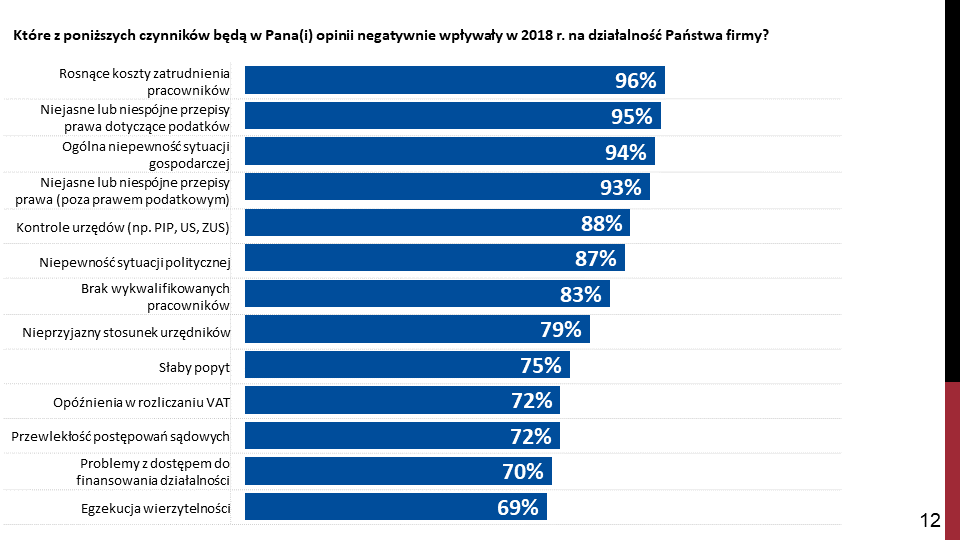 Które z poniższych czynników będą w Pana(i) opinii negatywnie wpływały w 2018 r. na działalność Państwa firmy?
Rosnące koszty zatrudnienia
pracowników
96%
Niejasne lub niespójne przepisy
prawa dotyczące podatków
95%
Ogólna niepewność sytuacji
gospodarczej
94%
Niejasne lub niespójne przepisy
prawa (poza prawem podatkowym)
93%
Kontrole urzędów (np. PIP, US, ZUS)
88%
Niepewność sytuacji politycznej
87%
Brak wykwalifikowanych
pracowników
83%
Nieprzyjazny stosunek urzędników
79%
Słaby popyt
75%
Opóźnienia w rozliczaniu VAT
72%
Przewlekłość postępowań sądowych
72%
Problemy z dostępem do
finansowania działalności
70%
Egzekucja wierzytelności
69%
12